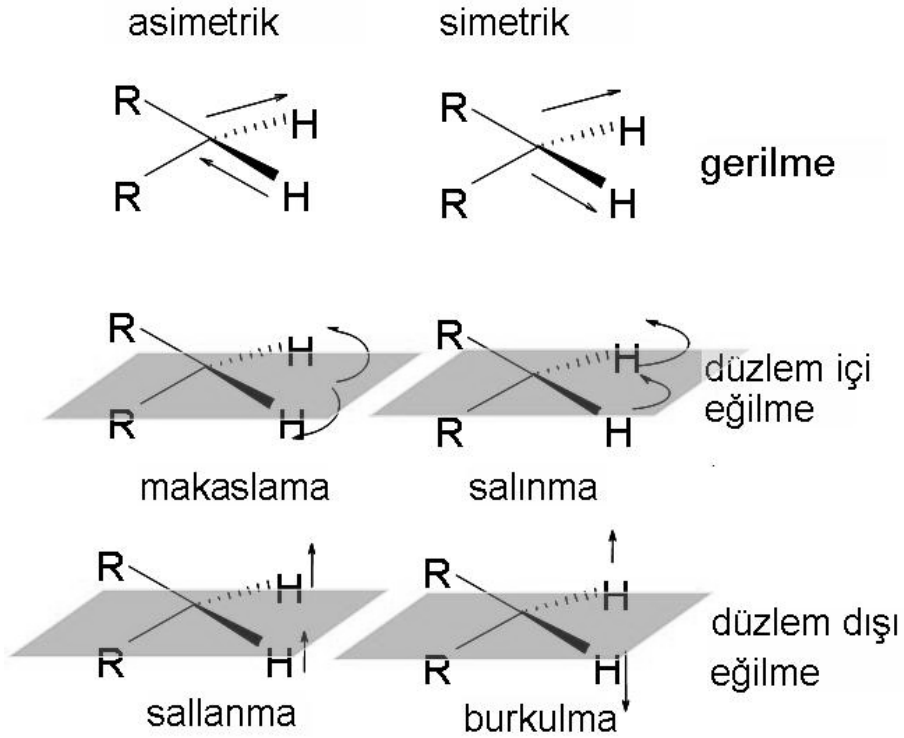 asimetrik simetrik
R R
H H
R H R H
gerilme
R R
H H
R H R H
düzlem içi
eğilme
makaslama salınma
R R
H H
R H R H
düzlem dışı
eğilme
sallanma burkulma